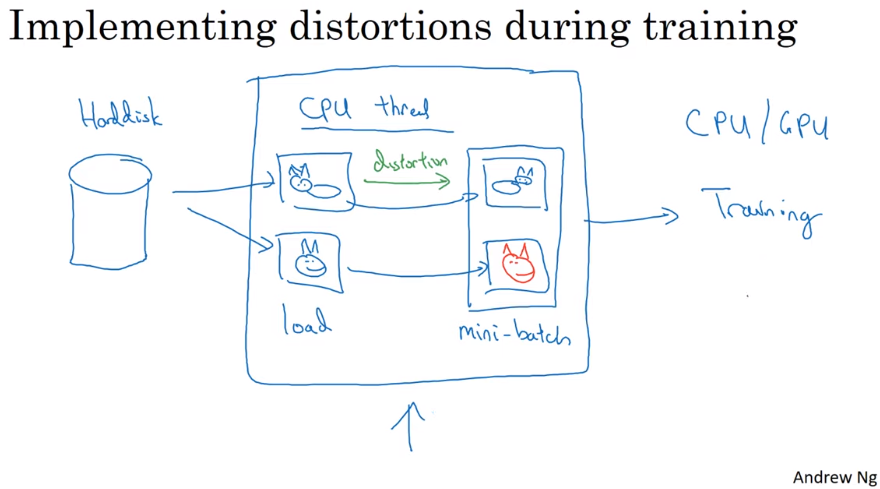 Implementing distortions during training
Harddisk
CPU thread
distortion
load
mini-batch
CPU/GPU
Training
Andrew Ng